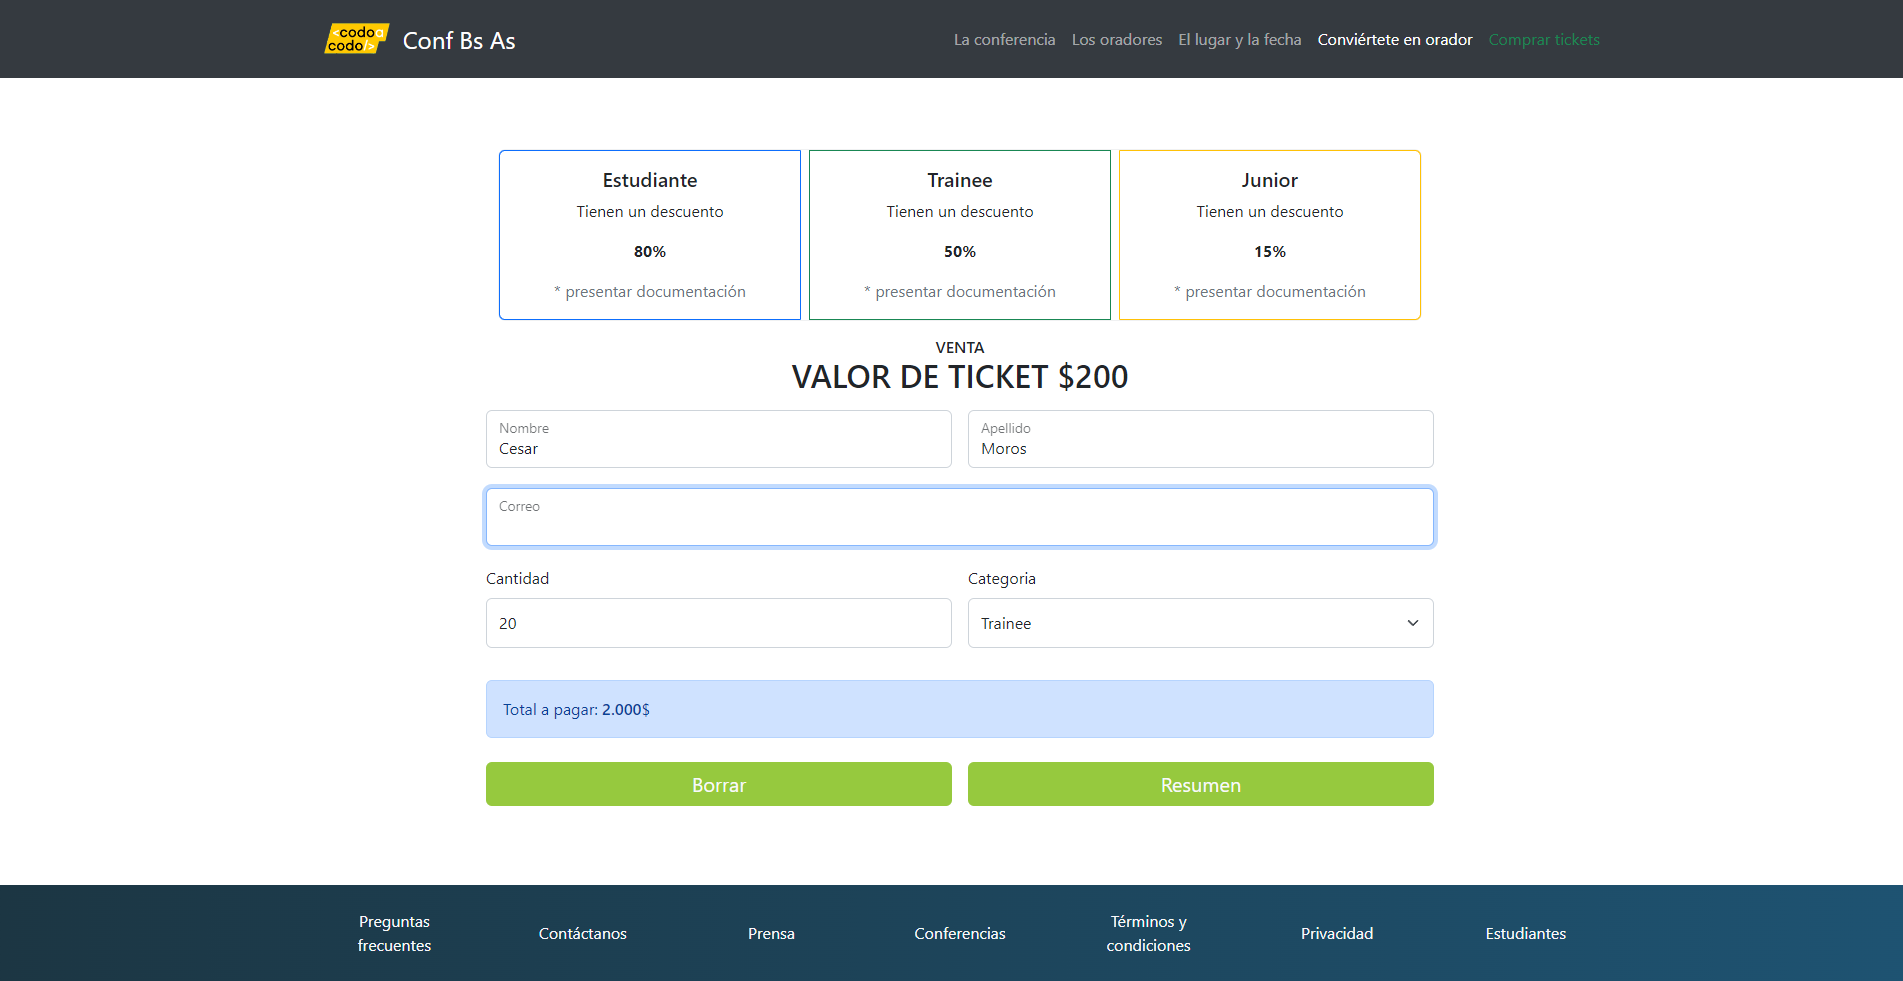 <codo a
codo/>
Conf Bs As
La conferencia
Los oradores
El lugar y la fecha
Conviértete en orador
Comprar tickets
Estudiante
Tienen un descuento
80%
* presentar documentación
Trainee
Tienen un descuento
50%
* presentar documentación
Junior
Tienen un descuento
15%
* presentar documentación
VENTA
VALOR DE TICKET $200
Nombre
Cesar
Apellido
Moros
Correo
Cantidad
20
Categoria
Trainee
Total a pagar: 2.000$
Borrar
Resumen
Preguntas
frecuentes
Contáctanos
Prensa
Conferencias
Términos y
condiciones
Privacidad
Estudiantes